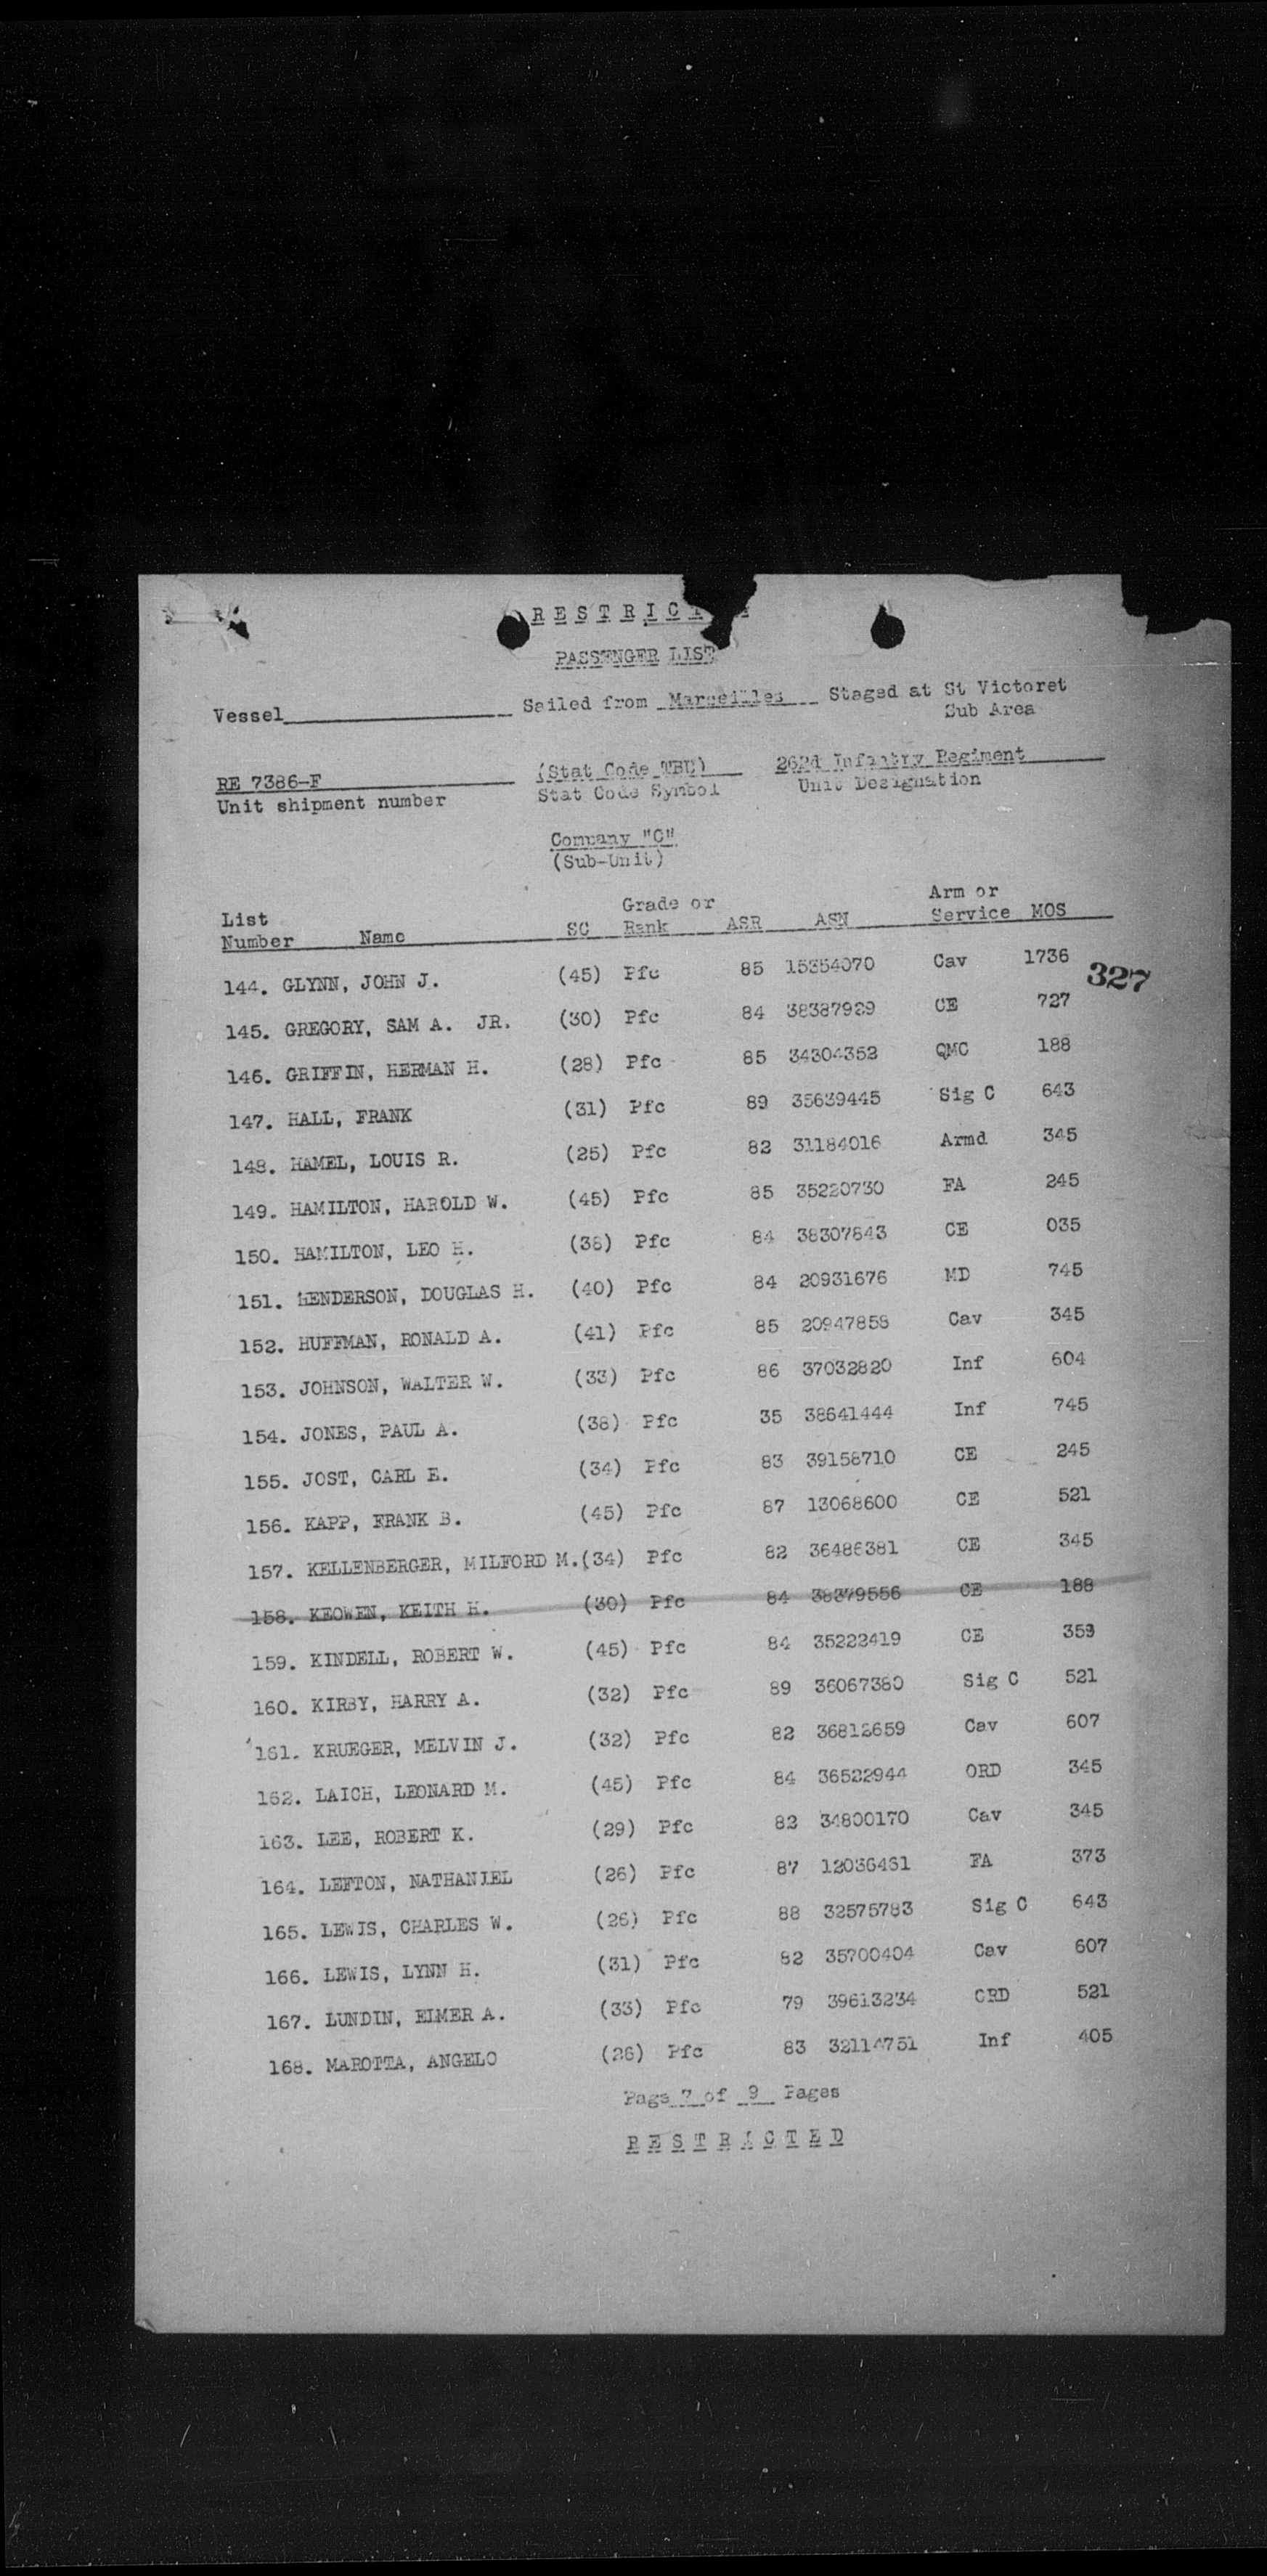 RESTRICT
PASSENGER LIST
Vessel Sailed from Marseilles Staged at St Victoret
Sub Area
RE 7386-F (Stat Code TBU) 262d Infantry Regiment
Unit shipment number Stat Code Symbol Unit Designation
Company "C"
(Sub-Unit)
List Grade or Arm or
Number Name SC Rank ASR ASN Service MOS
144. GLYNN, JOHN J. (45) Pfc 85 15354070 Cav 1736
327
145. GREGORY, SAM A. JR. (30) Pfc 84 38387929 CE 727
146. GRIFFIN, HERMAN H. (28) Pfc 85 34304352 QMC 188
147. HALL, FRANK (31) Pfc 89 35639445 Sig C 643
148. HAMEL, LOUIS R. (25) Pfc 82 31184016 Armd 345
149. HAMILTON, HAROLD W. (45) Pfc 85 35220730 FA 245
150. HAMILTON, LEO H. (38) Pfc 84 38307843 CE 035
151. HENDERSON, DOUGLAS H. (40) Pfc 84 20931676 MD 745
152. HUFFMAN, RONALD A. (41) Pfc 85 20947858 Cav 345
153. JOHNSON, WALTER W. (33) Pfc 86 37032820 Inf 604
154. JONES, PAUL A. (38) Pfc 35 38641444 Inf 745
155. JOST, CARL E. (34) Pfc 83 39158710 CE 245
156. KAPP, FRANK B. (45) Pfc 87 13068600 CE 521
157. KELLENBERGER, MILFORD M. (34) Pfc 82 36486381 CE 345
158. KEOWEN, KEITH H. (30) Pfc 84 38379556 CE 188
159. KINDELL, ROBERT W. (45) Pfc 84 35222419 CE 359
160. KIRBY, HARRY A. (32) Pfc 89 36067380 Sig C 521
161. KRUEGER, MELVIN J. (32) Pfc 82 36812659 Cav 607
162. LAICH, LEONARD M. (45) Pfc 84 36522944 ORD 345
163. LEE, ROBERT K. (29) Pfc 82 34800170 Cav 345
164. LEFTON, NATHANIEL (26) Pfc 87 12036461 FA 373
165. LEWIS, CHARLES W. (26) Pfc 88 32575783 Sig C 643
166. LEWIS, LYNN H. (31) Pfc 82 35700404 Cav 607
167. LUNDIN, ELMER A. (33) Pfc 79 39613234 ORD 521
168. MAROTTA, ANGELO (26) Pfc 83 32114751 Inf 405
Page 7 of 9 Pages
RESTRICTED